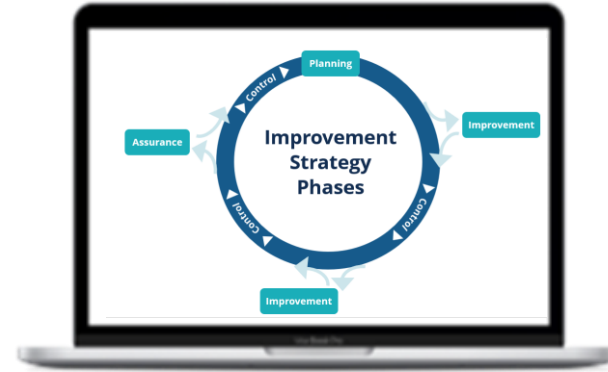 Planning
Control
Improvement
Assurance
Improvement
Strategy
Phases
Control
Control
Improvement